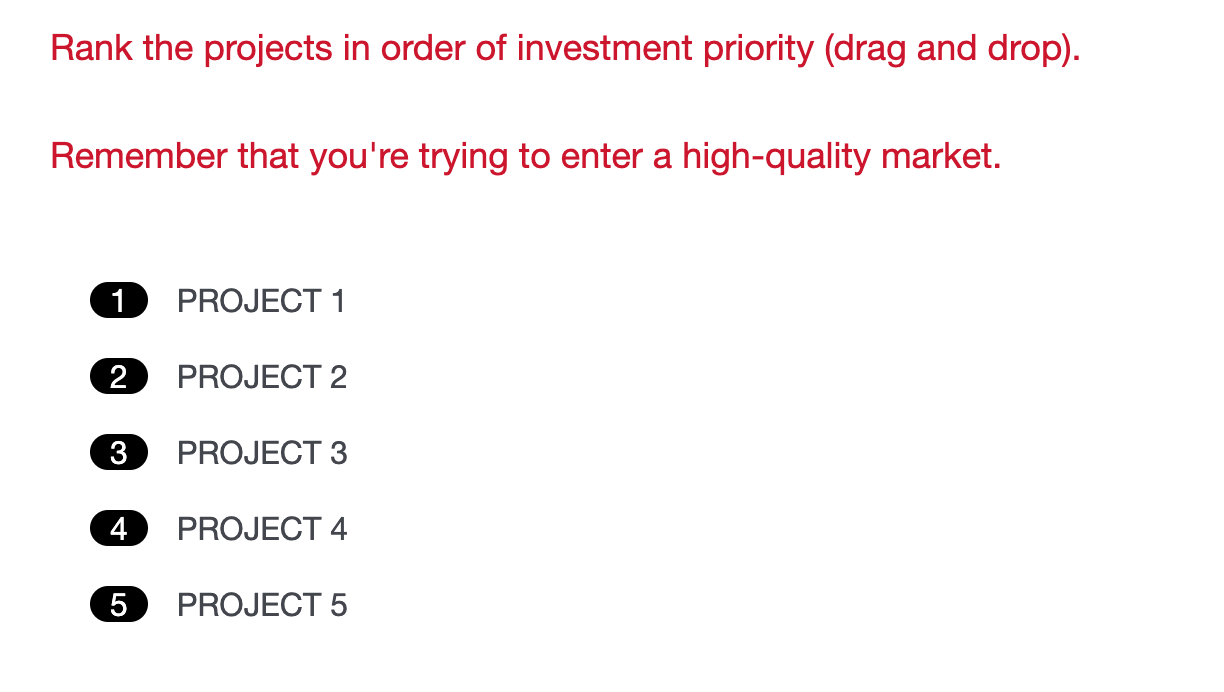 Rank the projects in order of investment priority (drag and drop).
Remember that you're trying to enter a high-quality market.
1 PROJECT 1
2 PROJECT 2
3 PROJECT 3
4 PROJECT 4
5 PROJECT 5